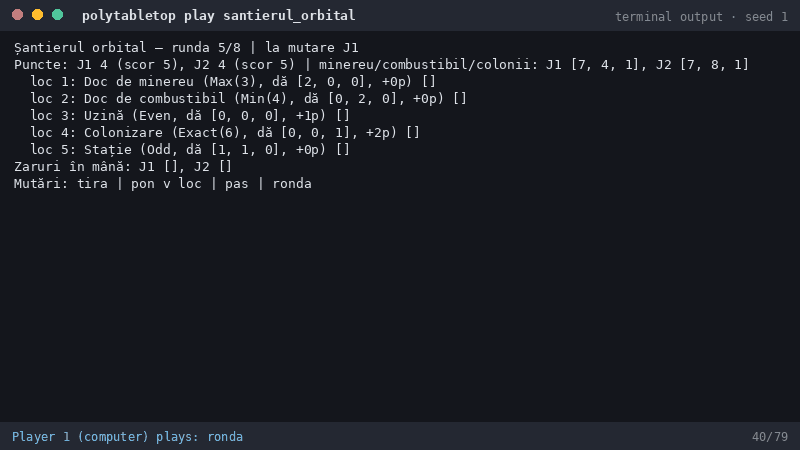 polytabletop play santierul_orbital
terminal output · seed 1
Șantierul orbital — runda 5/8 | la mutare J1
Puncte: J1 4 (scor 5), J2 4 (scor 5) | minereu/combustibil/colonii: J1 [7, 4, 1], J2 [7, 8, 1]
loc 1: Doc de minereu (Max(3), dă [2, 0, 0], +0p) []
loc 2: Doc de combustibil (Min(4), dă [0, 2, 0], +0p) []
loc 3: Uzină (Even, dă [0, 0, 0], +1p) []
loc 4: Colonizare (Exact(6), dă [0, 0, 1], +2p) []
loc 5: Stație (Odd, dă [1, 1, 0], +0p) []
Zaruri în mână: J1 [], J2 []
Mutări: tira | pon v loc | pas | ronda
Player 1 (computer) plays: ronda
40/79